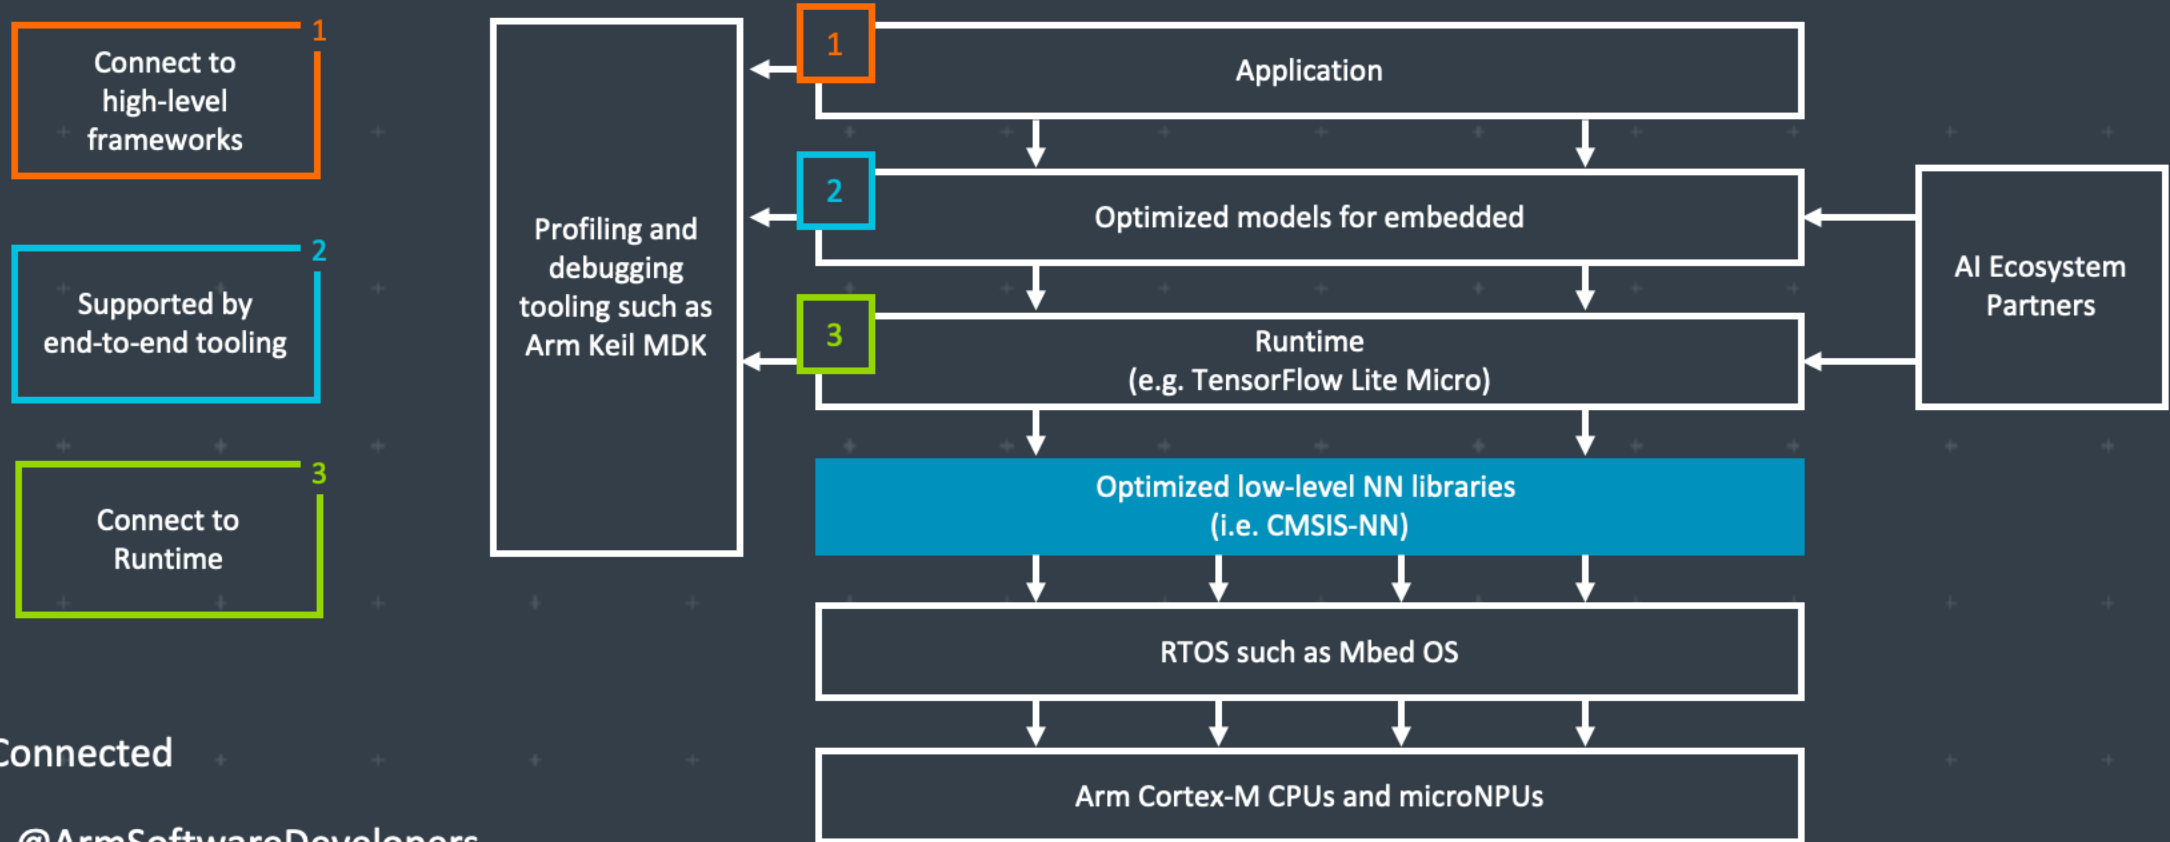 1
Connect to
high-level
frameworks
2
Supported by
end-to-end tooling
3
Connect to
Runtime
Connected
@ArmSoftwareDevelopers
Profiling and
debugging
tooling such as
Arm Keil MDK
1
Application
2
Optimized models for embedded
3
Runtime
(e.g. TensorFlow Lite Micro)
Optimized low-level NN libraries
(i.e. CMSIS-NN)
RTOS such as Mbed OS
Arm Cortex-M CPUs and microNPUs
AI Ecosystem
Partners